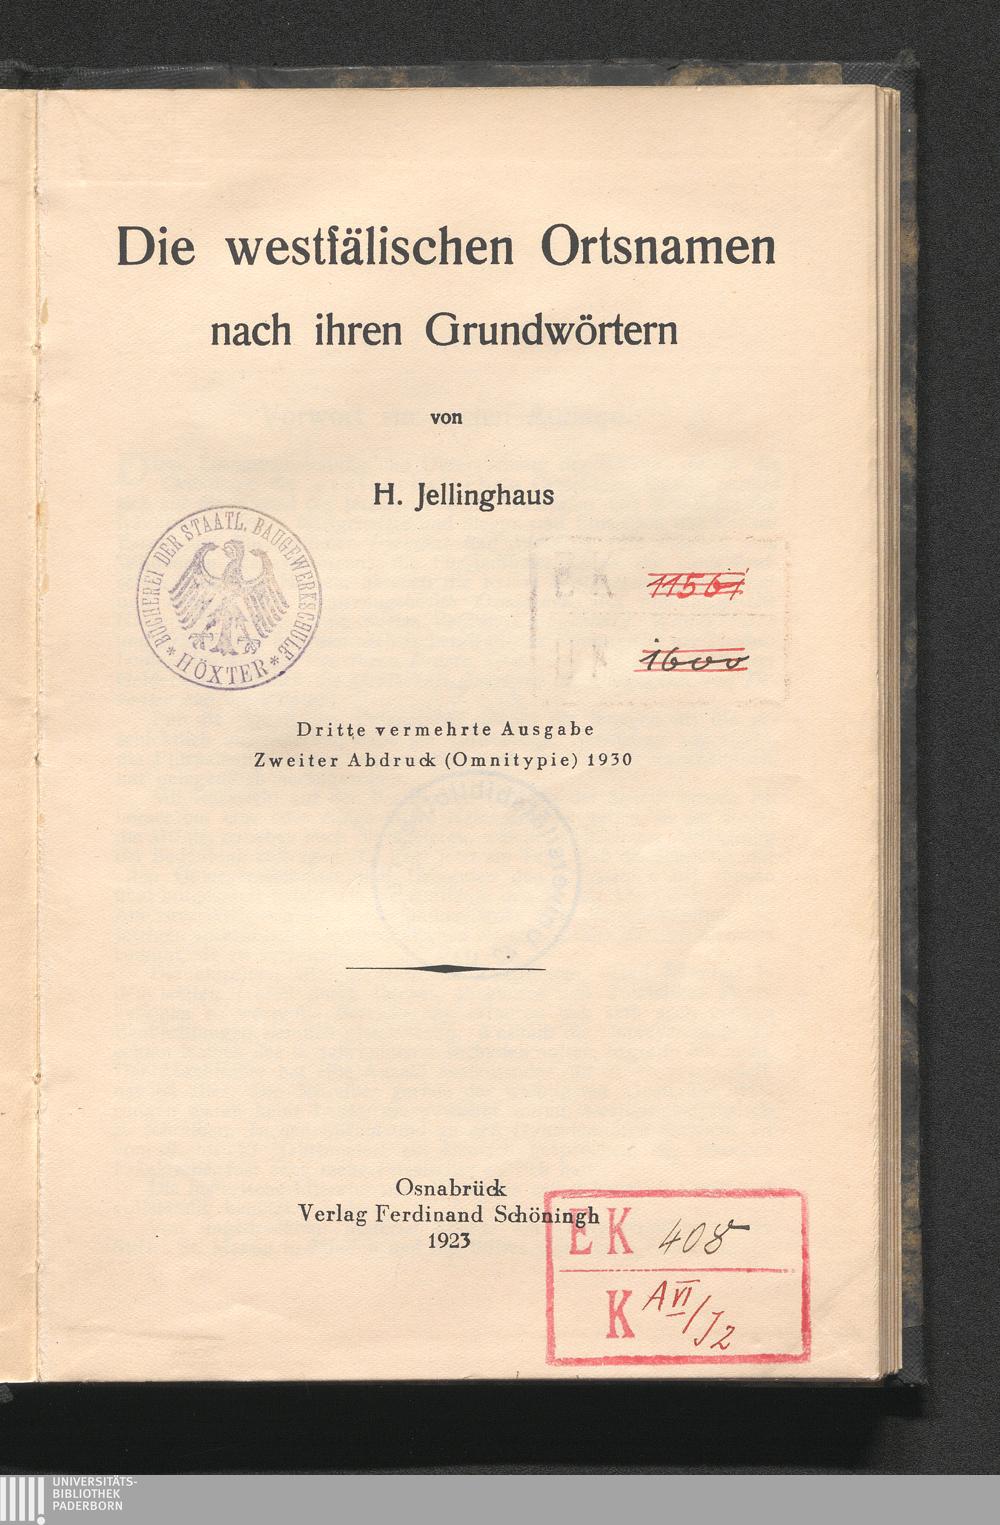 Die westfälischen Ortsnamen
nach ihren Grundwörtern
von
H. Jellinghaus
BÜCHEREI DER STAATL. BAUGEWERKSCHULE
* HÖXTER *
11561
1600
Dritte vermehrte Ausgabe
Zweiter Abdruck (Omnitypie) 1930
Osnabrück
Verlag Ferdinand Schöningh
1923
EK 408
K A VI/J2
UNIVERSITÄTS-
BIBLIOTHEK
PADERBORN